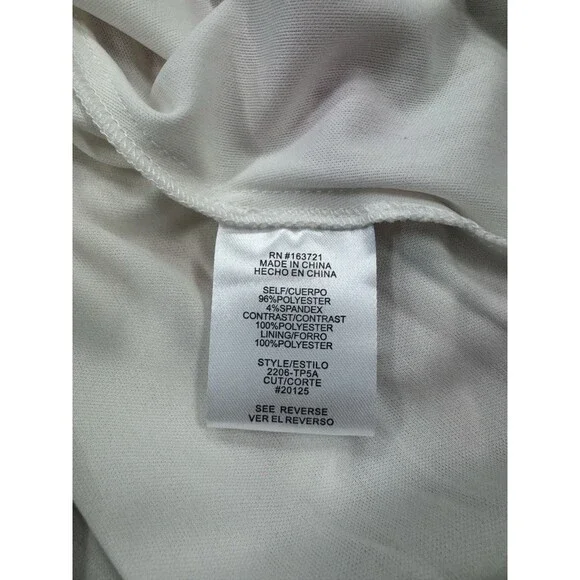 RN #163721
MADE IN CHINA
HECHO EN CHINA
SELF/CUERPO
96%POLYESTER
4%SPANDEX
CONTRAST/CONTRAST
100%POLYESTER
LINING/FORRO
100%POLYESTER
STYLE/ESTILO
2206-TP5A
CUT/CORTE
#20125
SEE REVERSE
VER EL REVERSO